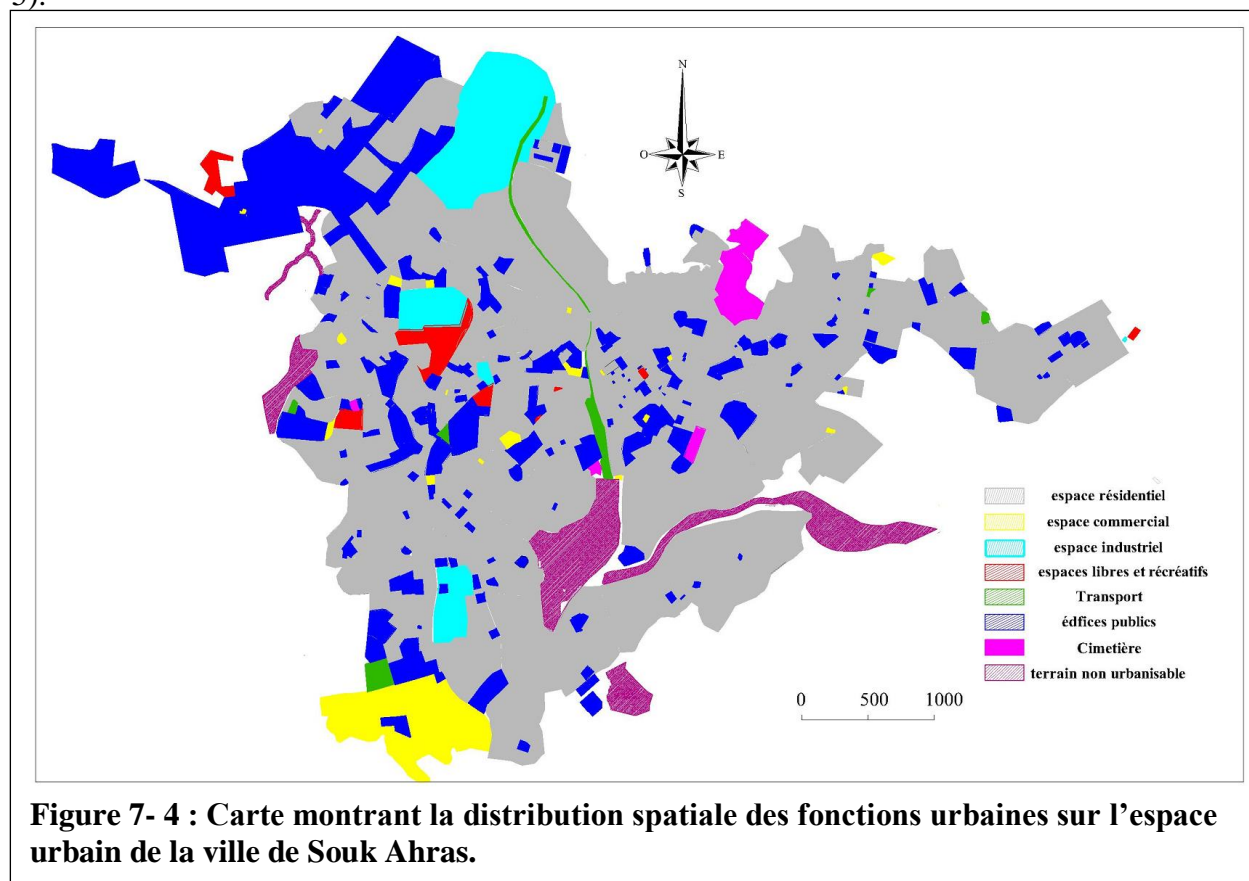 5).
N
O
E
S
espace résidentiel
espace commercial
espace industriel
espaces libres et récréatifs
Transport
édfices publics
Cimetière
terrain non urbanisable
0 500 1000
Figure 7- 4 : Carte montrant la distribution spatiale des fonctions urbaines sur l’espace
urbain de la ville de Souk Ahras.